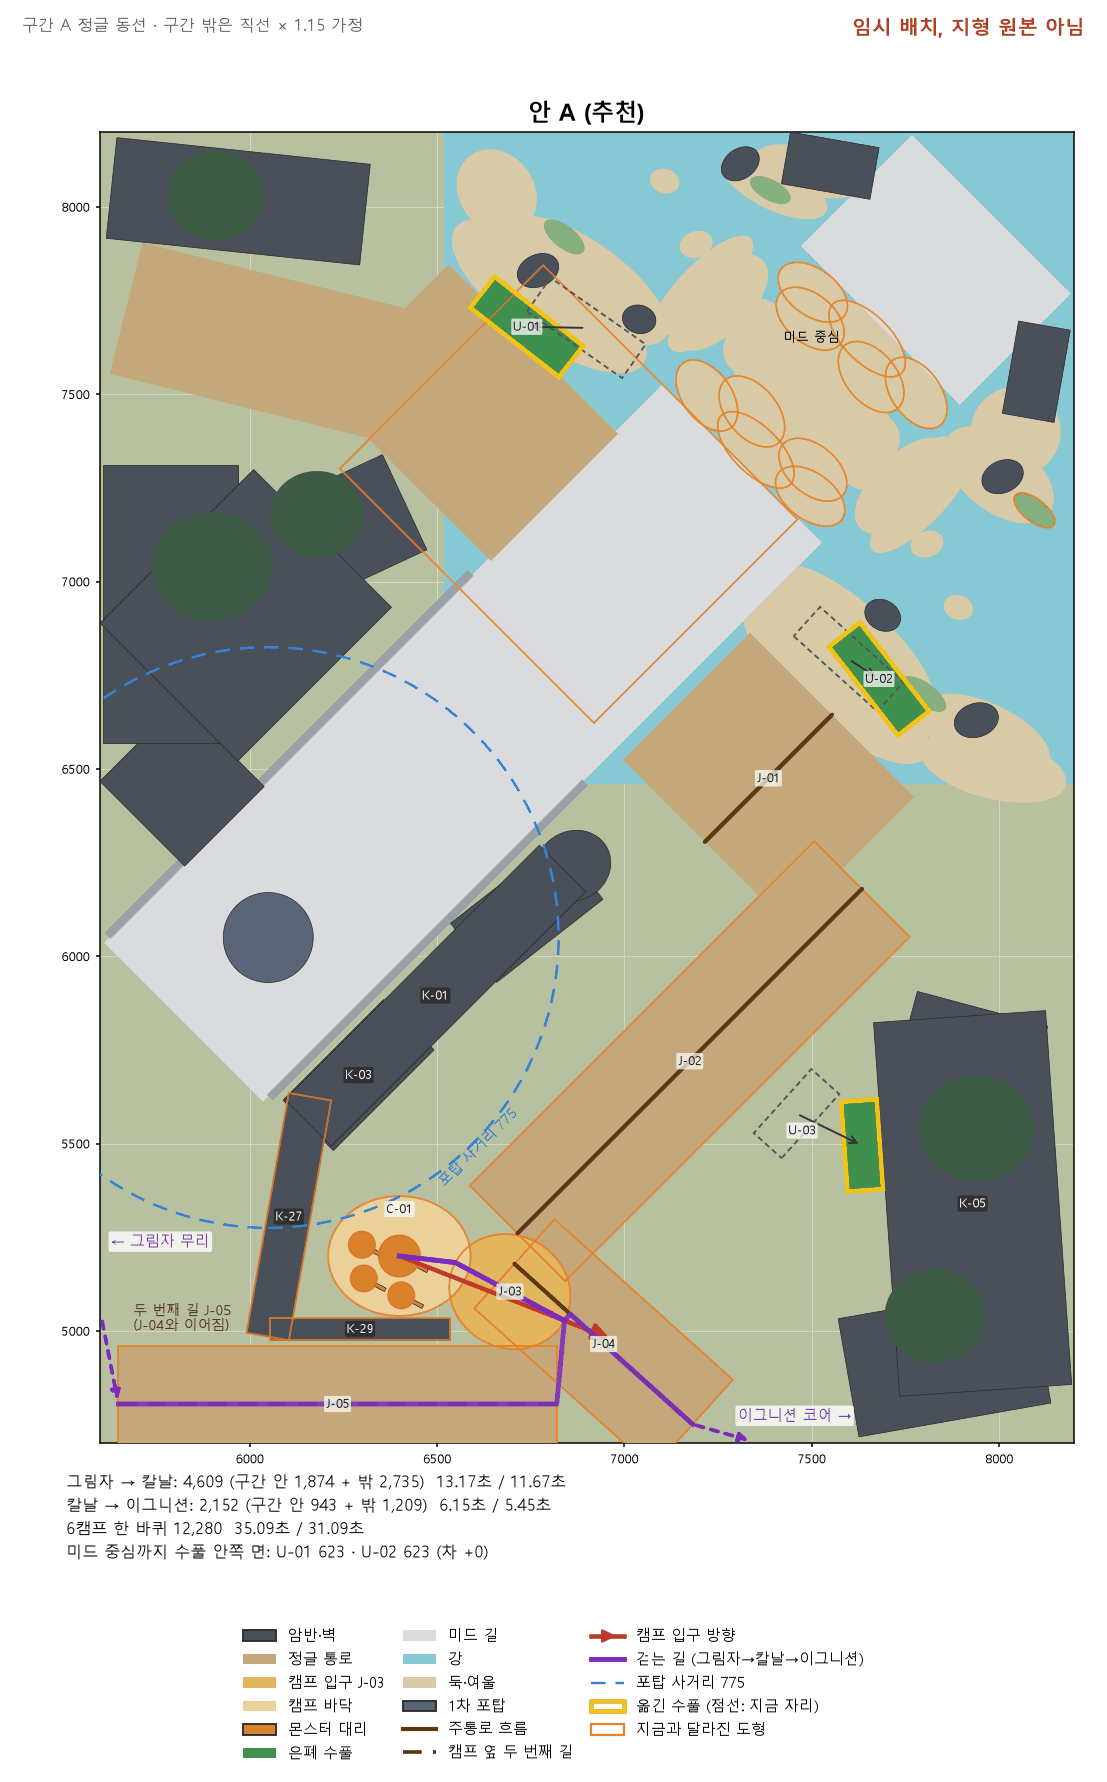 구간 A 정글 동선 · 구간 밖은 직선 × 1.15 가정
임시 배치, 지형 원본 아님
안 A (추천)
8000
7500
7000
6500
6000
5500
5000
U-01
미드 중심
U-02
J-01
K-01
J-02
K-03
U-03
포탑 사거리 775
K-05
C-01
K-27
← 그림자 무리
J-03
두 번째 길 J-05
(J-04와 이어짐)
K-29
J-04
J-05
이그니션 코어 →
6000
6500
7000
7500
8000
그림자 → 칼날: 4,609 (구간 안 1,874 + 밖 2,735)  13.17초 / 11.67초
칼날 → 이그니션: 2,152 (구간 안 943 + 밖 1,209)  6.15초 / 5.45초
6캠프 한 바퀴 12,280  35.09초 / 31.09초
미드 중심까지 수풀 안쪽 면: U-01 623 · U-02 623 (차 +0)
암반·벽
정글 통로
캠프 입구 J-03
캠프 바닥
몬스터 대리
은폐 수풀
미드 길
강
둑·여울
1차 포탑
주통로 흐름
캠프 옆 두 번째 길
캠프 입구 방향
걷는 길 (그림자→칼날→이그니션)
포탑 사거리 775
옮긴 수풀 (점선: 지금 자리)
지금과 달라진 도형